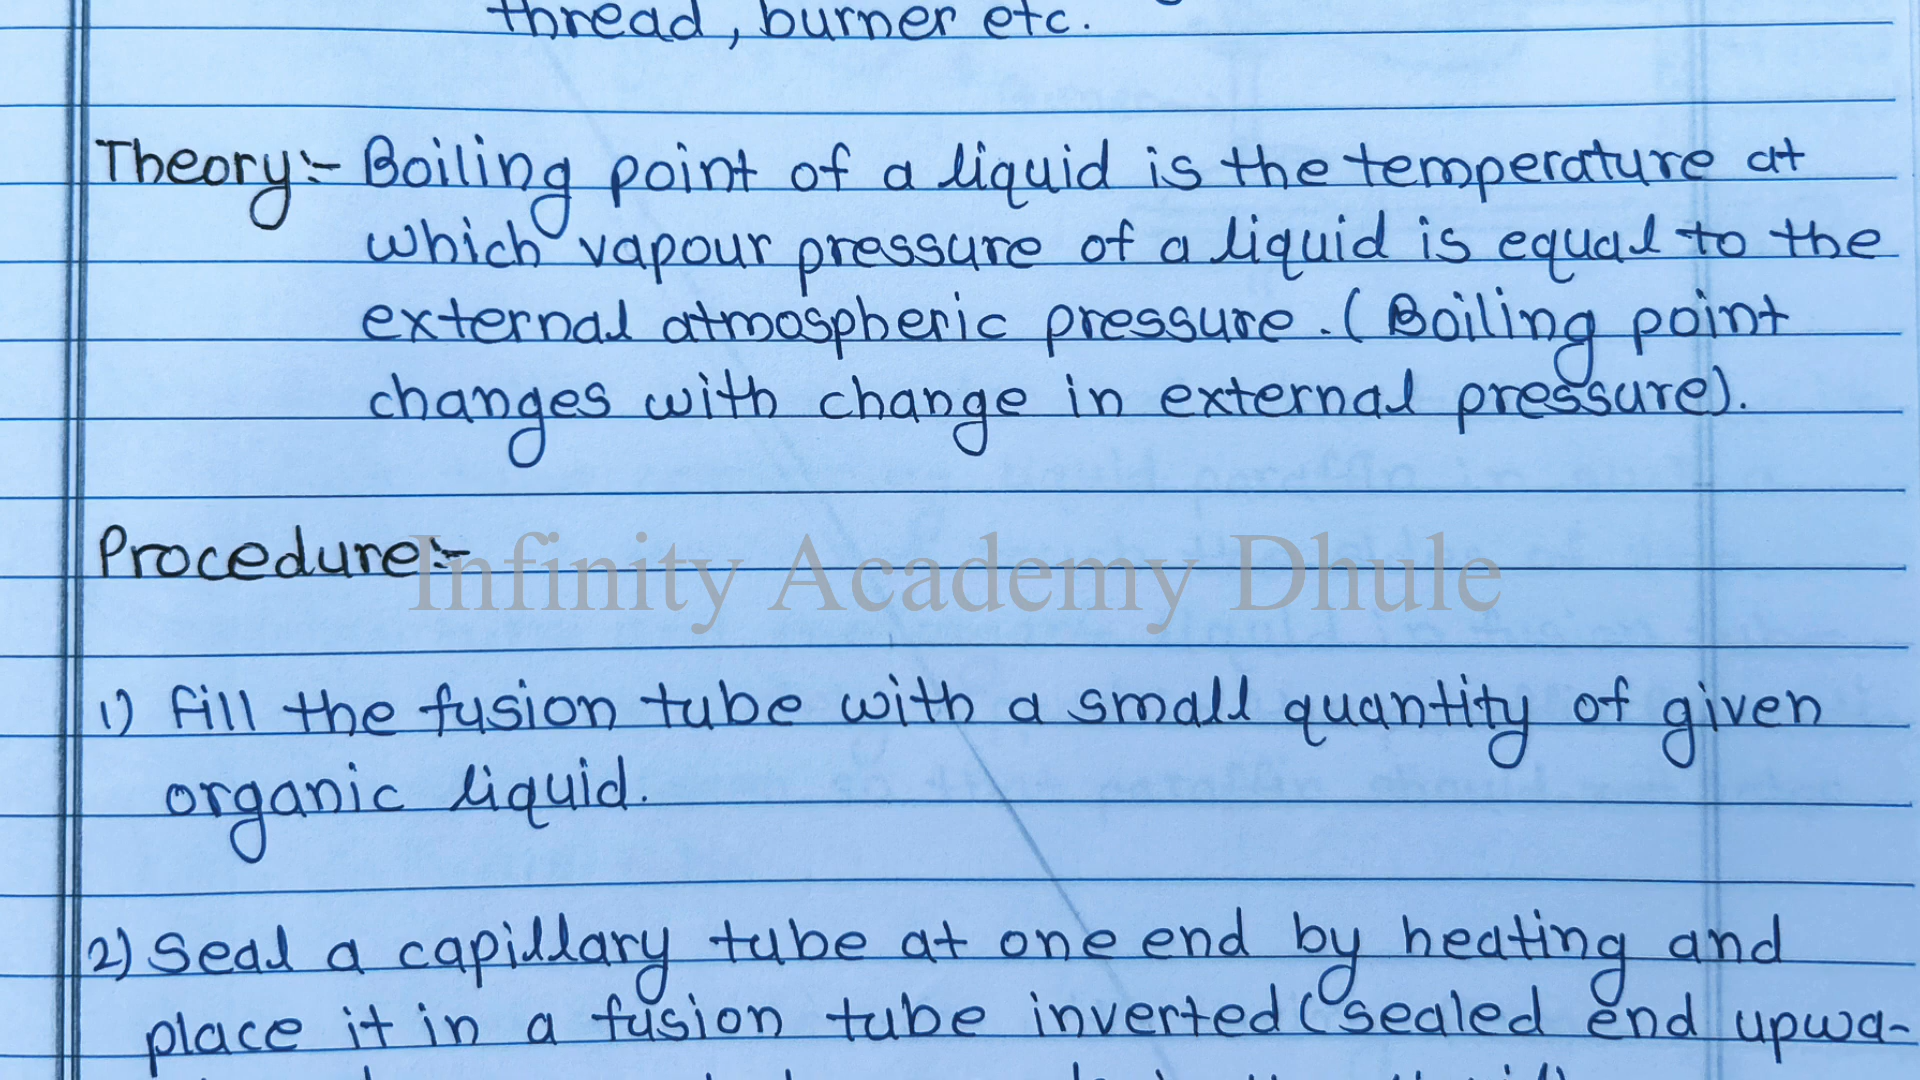 thread, burner etc.
Theory:- Boiling point of a liquid is the temperature at
which vapour pressure of a liquid is equal to the
external atmospheric pressure. (Boiling point
changes with change in external pressure).
Procedure:-
Infinity Academy Dhule
1) Fill the fusion tube with a small quantity of given
organic liquid.
2) Seal a capillary tube at one end by heating and
place it in a fusion tube inverted (sealed end upwa-